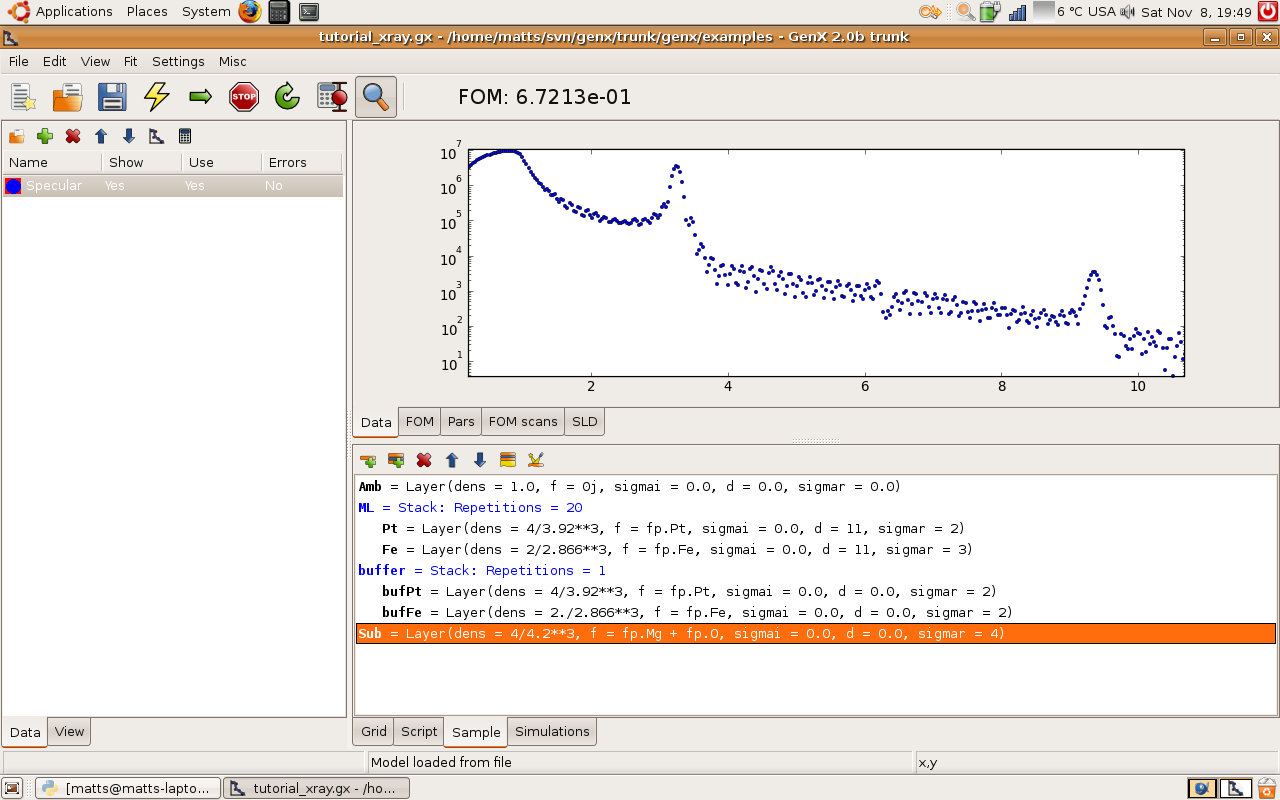 Applications Places System 6 °C USA Sat Nov 8, 19:49
tutorial_xray.gx - /home/matts/svn/genx/trunk/genx/examples - GenX 2.0b trunk
File Edit View Fit Settings Misc
STOP FOM: 6.7213e-01
Name Show Use Errors
Specular Yes Yes No
10^7
10^6
10^5
10^4
10^3
10^2
10^1
2 4 6 8 10
Data FOM Pars FOM scans SLD
Amb = Layer(dens = 1.0, f = 0j, sigmai = 0.0, d = 0.0, sigmar = 0.0)
ML = Stack: Repetitions = 20
Pt = Layer(dens = 4/3.92**3, f = fp.Pt, sigmai = 0.0, d = 11, sigmar = 2)
Fe = Layer(dens = 2/2.866**3, f = fp.Fe, sigmai = 0.0, d = 11, sigmar = 3)
buffer = Stack: Repetitions = 1
bufPt = Layer(dens = 4/3.92**3, f = fp.Pt, sigmai = 0.0, d = 0.0, sigmar = 2)
bufFe = Layer(dens = 2./2.866**3, f = fp.Fe, sigmai = 0.0, d = 0.0, sigmar = 2)
Sub = Layer(dens = 4/4.2**3, f = fp.Mg + fp.O, sigmai = 0.0, d = 0.0, sigmar = 4)
Data View
Grid Script Sample Simulations
Model loaded from file x,y
[matts@matts-lapto... tutorial_xray.gx - /ho...